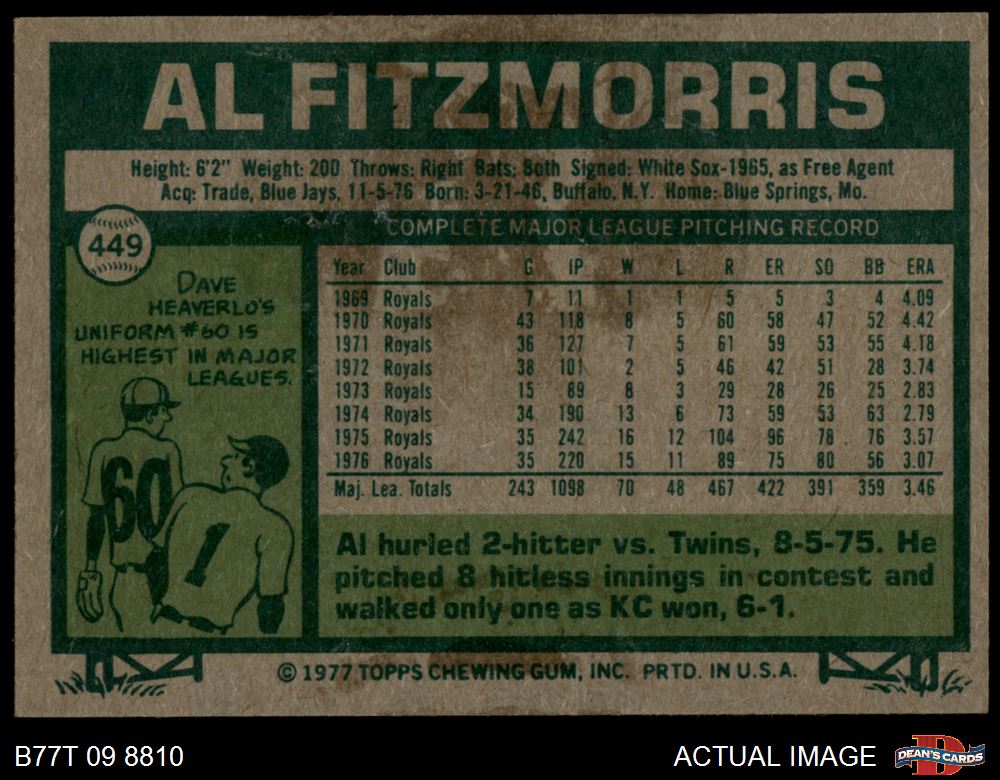 AL FITZMORRIS
Height: 6'2" Weight: 200 Throws: Right Bats: Both Signed: White Sox-1965, as Free Agent
Acq: Trade, Blue Jays, 11-5-76 Born: 3-21-46, Buffalo, N.Y. Home: Blue Springs, Mo.
449
DAVE
HEAVERLO'S
UNIFORM #60 IS
HIGHEST IN MAJOR
LEAGUES.
60
1
COMPLETE MAJOR LEAGUE PITCHING RECORD
Year Club G IP W L R ER SO BB ERA
1969 Royals 7 11 1 1 5 5 3 4 4.09
1970 Royals 43 118 8 5 60 58 47 52 4.42
1971 Royals 36 127 7 5 61 59 53 55 4.18
1972 Royals 38 101 2 5 46 42 51 28 3.74
1973 Royals 15 89 8 3 29 28 26 25 2.83
1974 Royals 34 190 13 6 73 59 53 63 2.79
1975 Royals 35 242 16 12 104 96 78 76 3.57
1976 Royals 35 220 15 11 89 75 80 56 3.07
Maj. Lea. Totals 243 1098 70 48 467 422 391 359 3.46
Al hurled 2-hitter vs. Twins, 8-5-75. He
pitched 8 hitless innings in contest and
walked only one as KC won, 6-1.
© 1977 TOPPS CHEWING GUM, INC. PRTD. IN U.S.A.
B77T 09 8810
ACTUAL IMAGE
DEAN'S CARDS